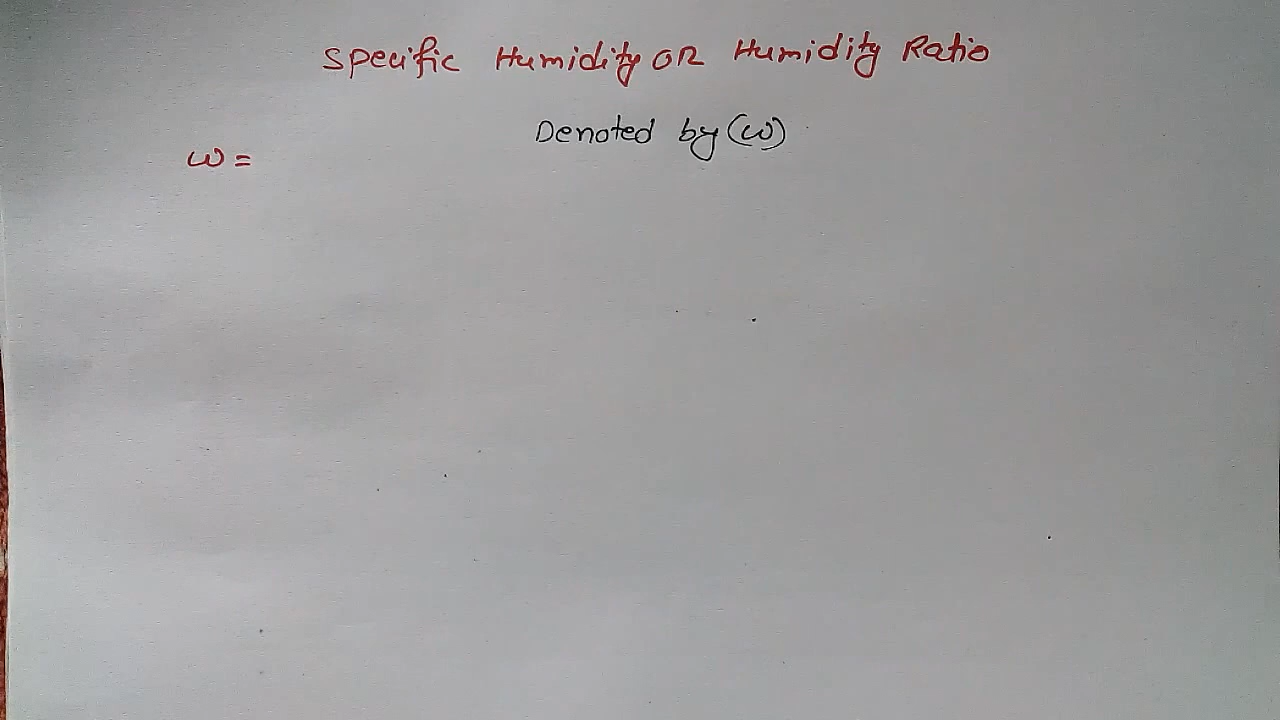 Specific Humidity OR Humidity Ratio
Denoted by (ω)
ω =